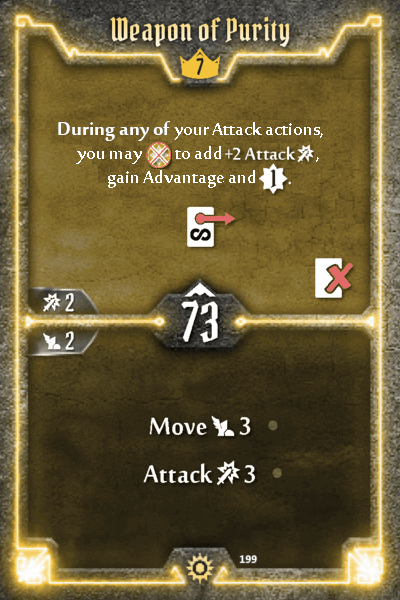 Weapon of Purity
7
During any of your Attack actions,
you may to add +2 Attack,
gain Advantage and 1.
∞
2
73
2
Move 3
Attack 3
199